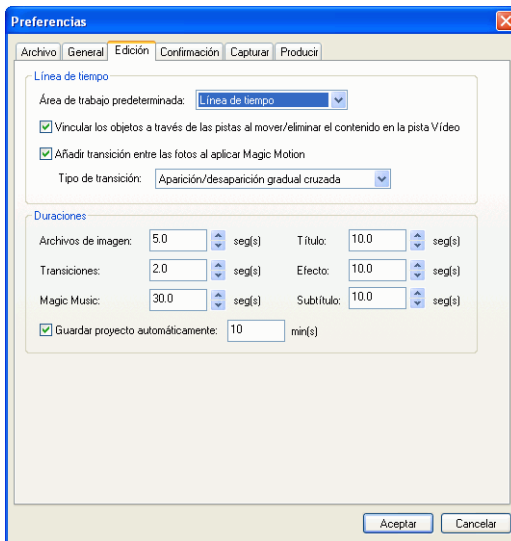 Preferencias
Archivo General Edición Confirmación Capturar Producir
Línea de tiempo
Área de trabajo predeterminada: Línea de tiempo
Vincular los objetos a través de las pistas al mover/eliminar el contenido en la pista Vídeo
Añadir transición entre las fotos al aplicar Magic Motion
Tipo de transición: Aparición/desaparición gradual cruzada
Duraciones
Archivos de imagen: 5.0 seg(s) Título: 10.0 seg(s)
Transiciones: 2.0 seg(s) Efecto: 10.0 seg(s)
Magic Music: 30.0 seg(s) Subtítulo: 10.0 seg(s)
Guardar proyecto automáticamente: 10 min(s)
Aceptar Cancelar